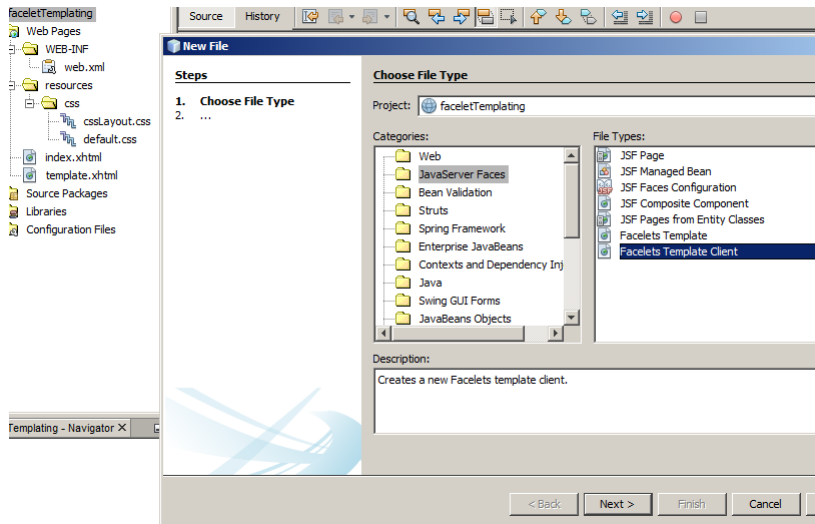 faceletTemplating
Web Pages
WEB-INF
web.xml
resources
css
cssLayout.css
default.css
index.xhtml
template.xhtml
Source Packages
Libraries
Configuration Files
Templating - Navigator
Source History
New File
Steps
1. Choose File Type
2. ...
Choose File Type
Project: faceletTemplating
Categories:
Web
JavaServer Faces
Bean Validation
Struts
Spring Framework
Enterprise JavaBeans
Contexts and Dependency Inj
Java
Swing GUI Forms
JavaBeans Objects
File Types:
JSF Page
JSF Managed Bean
JSF Faces Configuration
JSF Composite Component
JSF Pages from Entity Classes
Facelets Template
Facelets Template Client
Description:
Creates a new Facelets template client.
< Back Next > Finish Cancel